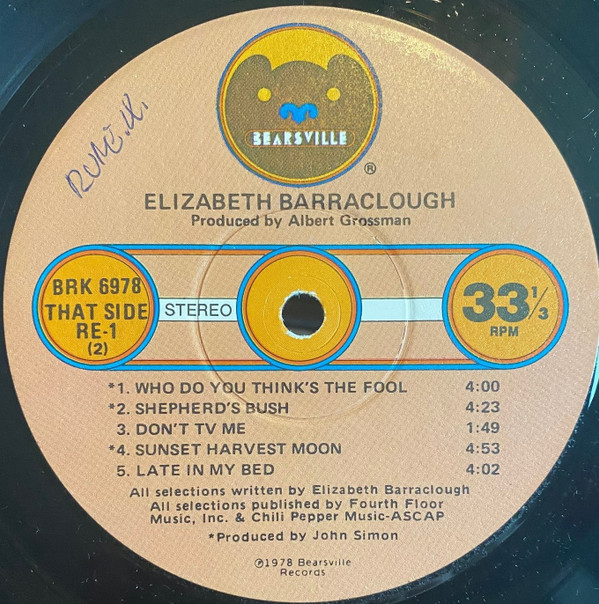 BEARSVILLE
®
ELIZABETH BARRACLOUGH
Produced by Albert Grossman
BRK 6978
THAT SIDE
RE-1
(2)
STEREO
33 1/3
RPM
*1. WHO DO YOU THINK'S THE FOOL 4:00
*2. SHEPHERD'S BUSH 4:23
3. DON'T TV ME 1:49
*4. SUNSET HARVEST MOON 4:53
5. LATE IN MY BED 4:02
All selections written by Elizabeth Barraclough
All selections published by Fourth Floor
Music, Inc. & Chili Pepper Music-ASCAP
*Produced by John Simon
℗1978 Bearsville
Records